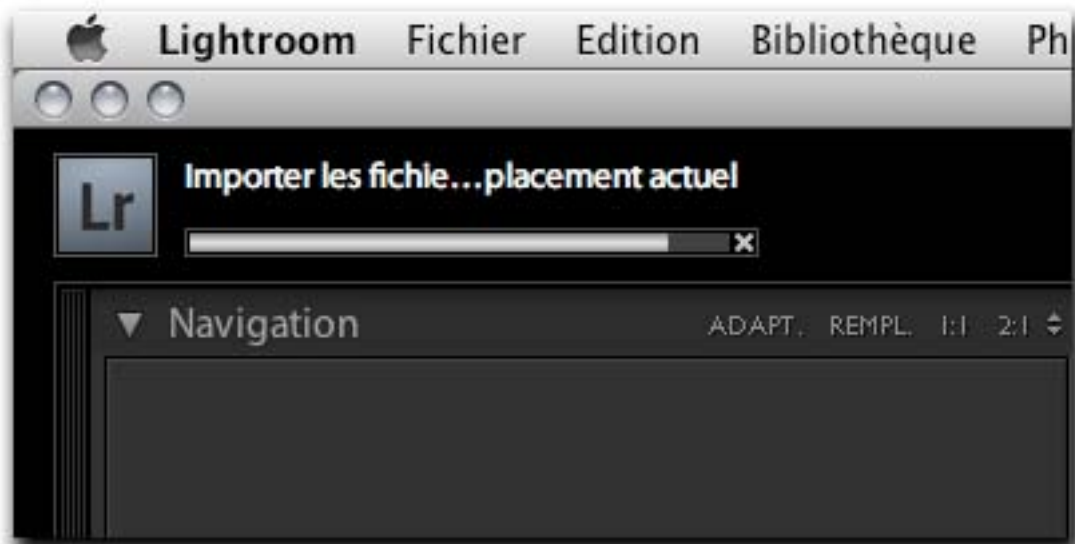 Lightroom Fichier Edition Bibliothèque Ph
Lr
Importer les fichie...placement actuel
Navigation ADAPT. REMPL. 1:1 2:1